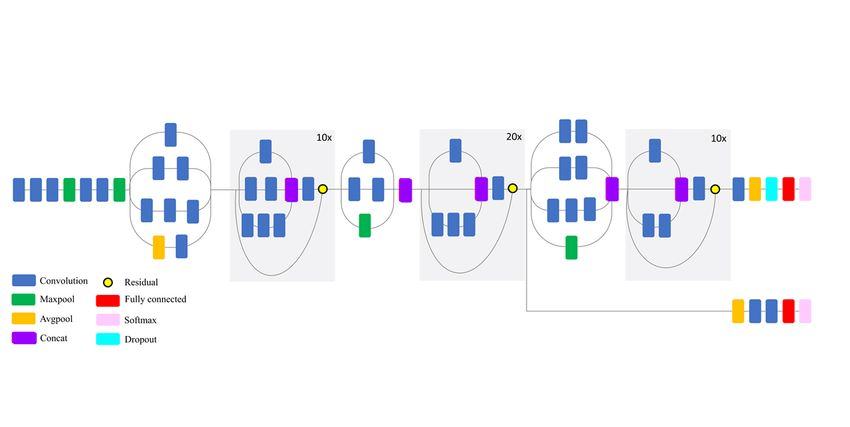 10x
20x
10x
Convolution
Residual
Maxpool
Fully connected
Avgpool
Softmax
Concat
Dropout